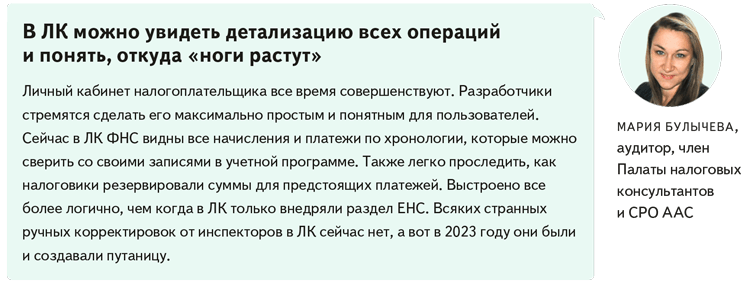 В ЛК можно увидеть детализацию всех операций
и понять, откуда «ноги растут»
Личный кабинет налогоплательщика все время совершенствуют. Разработчики
стремятся сделать его максимально простым и понятным для пользователей.
Сейчас в ЛК ФНС видны все начисления и платежи по хронологии, которые можно
сверить со своими записями в учетной программе. Также легко проследить, как
налоговики резервировали суммы для предстоящих платежей. Выстроено все
более логично, чем когда в ЛК только внедряли раздел ЕНС. Всяких странных
ручных корректировок от инспекторов в ЛК сейчас нет, а вот в 2023 году они были
и создавали путаницу.
МАРИЯ БУЛЫЧЕВА,
аудитор, член
Палаты налоговых
консультантов
и СРО ААС